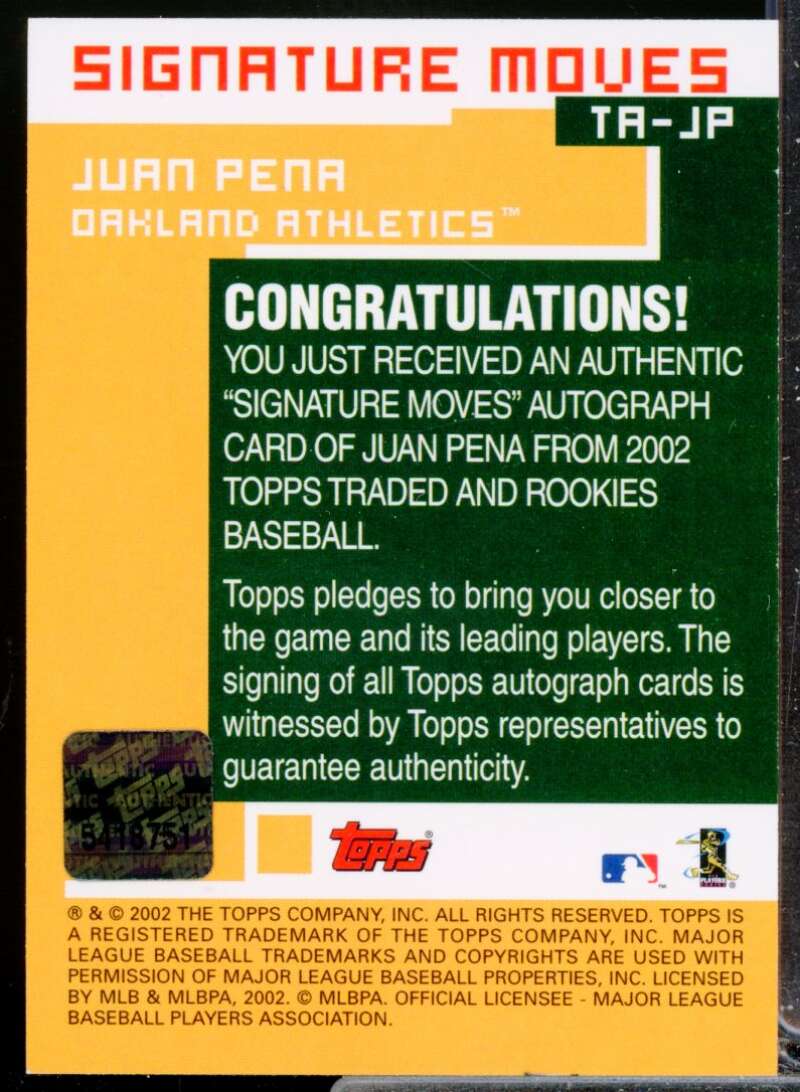 SIGNATURE MOVES
TA-JP
JUAN PENA
OAKLAND ATHLETICS™
CONGRATULATIONS!
YOU JUST RECEIVED AN AUTHENTIC
“SIGNATURE MOVES” AUTOGRAPH
CARD OF JUAN PENA FROM 2002
TOPPS TRADED AND ROOKIES
BASEBALL.
Topps pledges to bring you closer to
the game and its leading players. The
signing of all Topps autograph cards is
witnessed by Topps representatives to
guarantee authenticity.
topps
AUTHENTIC
5418751
Topps®
® & © 2002 THE TOPPS COMPANY, INC. ALL RIGHTS RESERVED. TOPPS IS
A REGISTERED TRADEMARK OF THE TOPPS COMPANY, INC. MAJOR
LEAGUE BASEBALL TRADEMARKS AND COPYRIGHTS ARE USED WITH
PERMISSION OF MAJOR LEAGUE BASEBALL PROPERTIES, INC. LICENSED
BY MLB & MLBPA, 2002. © MLBPA. OFFICIAL LICENSEE - MAJOR LEAGUE
BASEBALL PLAYERS ASSOCIATION.